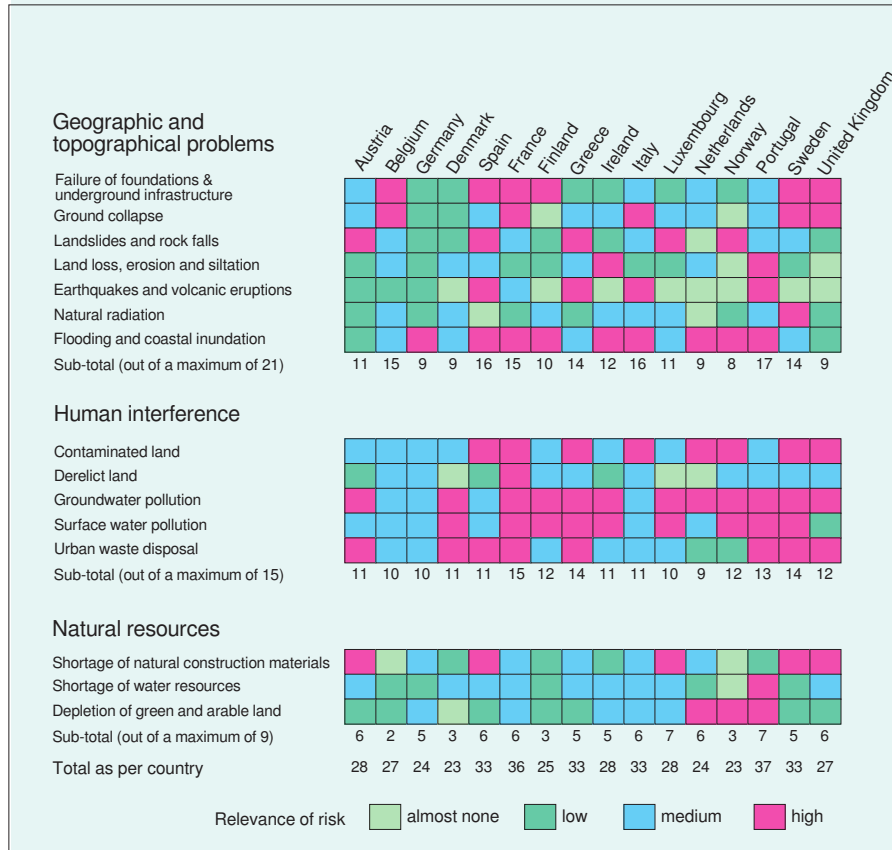 Geographic and
topographical problems
Austria Belgium Germany Denmark Spain France Finland Greece Ireland Italy Luxembourg Netherlands Norway Portugal Sweden United Kingdom
Failure of foundations &
underground infrastructure
Ground collapse
Landslides and rock falls
Land loss, erosion and siltation
Earthquakes and volcanic eruptions
Natural radiation
Flooding and coastal inundation
Sub-total (out of a maximum of 21) 11 15 9 9 16 15 10 14 12 16 11 9 8 17 14 9
Human interference
Contaminated land
Derelict land
Groundwater pollution
Surface water pollution
Urban waste disposal
Sub-total (out of a maximum of 15) 11 10 10 11 11 15 12 14 11 11 10 9 12 13 14 12
Natural resources
Shortage of natural construction materials
Shortage of water resources
Depletion of green and arable land
Sub-total (out of a maximum of 9) 6 2 5 3 6 6 3 5 5 6 7 6 3 7 5 6
Total as per country 28 27 24 23 33 36 25 33 28 33 28 24 23 37 33 27
Relevance of risk almost none low medium high